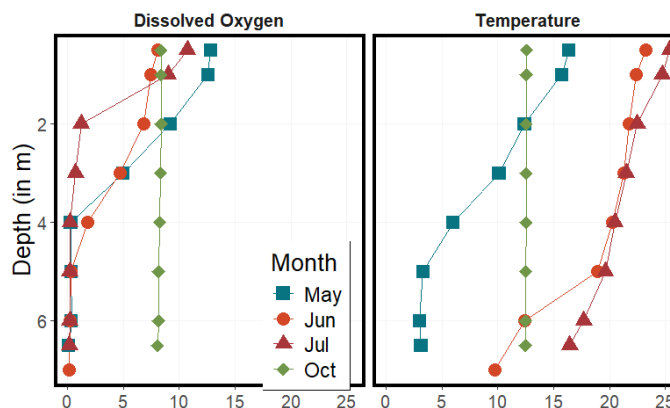 Dissolved Oxygen
Temperature
Depth (in m)
2
4
6
Month
May
Jun
Jul
Oct
0 5 10 15 20 25
0 5 10 15 20 25